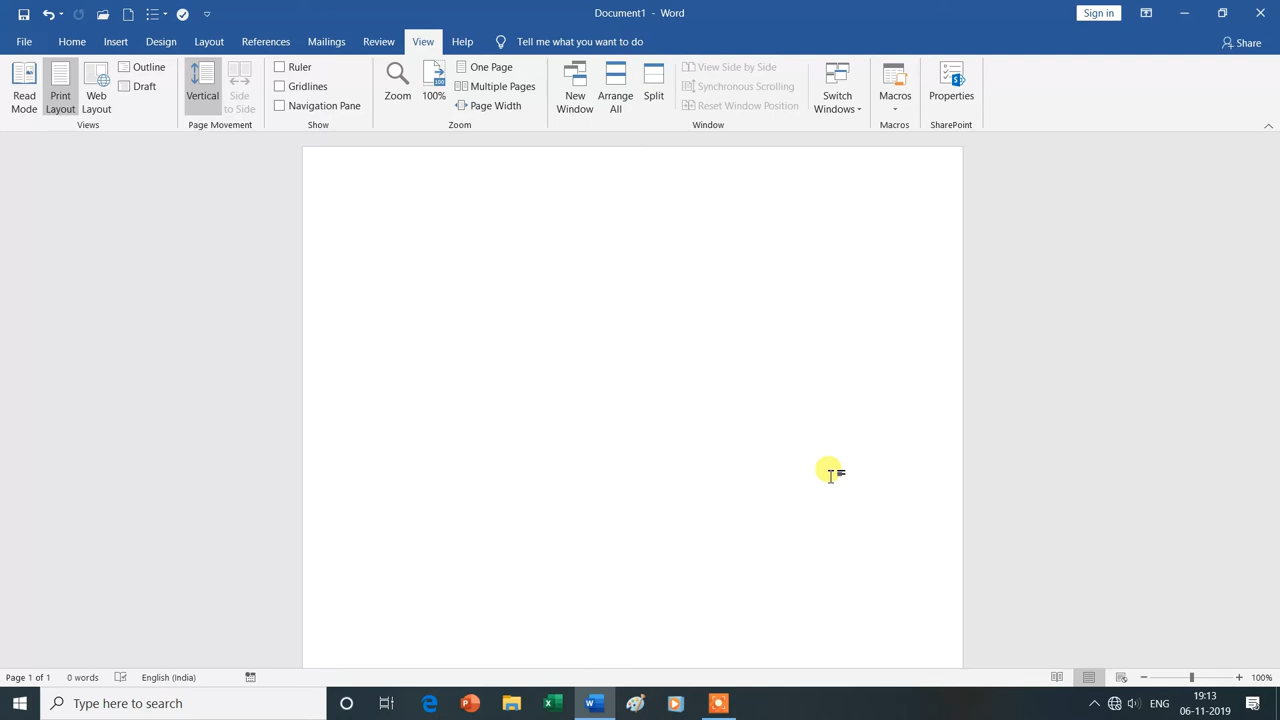 Document1 - Word
Sign in
File Home Insert Design Layout References Mailings Review View Help Tell me what you want to do Share
Read Mode
Print Layout
Web Layout
Outline
Draft
Views
Vertical
Side to Side
Page Movement
Ruler
Gridlines
Navigation Pane
Show
Zoom
100
100%
One Page
Multiple Pages
Page Width
Zoom
New Window
Arrange All
Split
View Side by Side
Synchronous Scrolling
Reset Window Position
Switch Windows
Window
Macros
Macros
Properties
SharePoint
Page 1 of 1 0 words English (India) 100%
Type here to search
ENG
19:13
06-11-2019